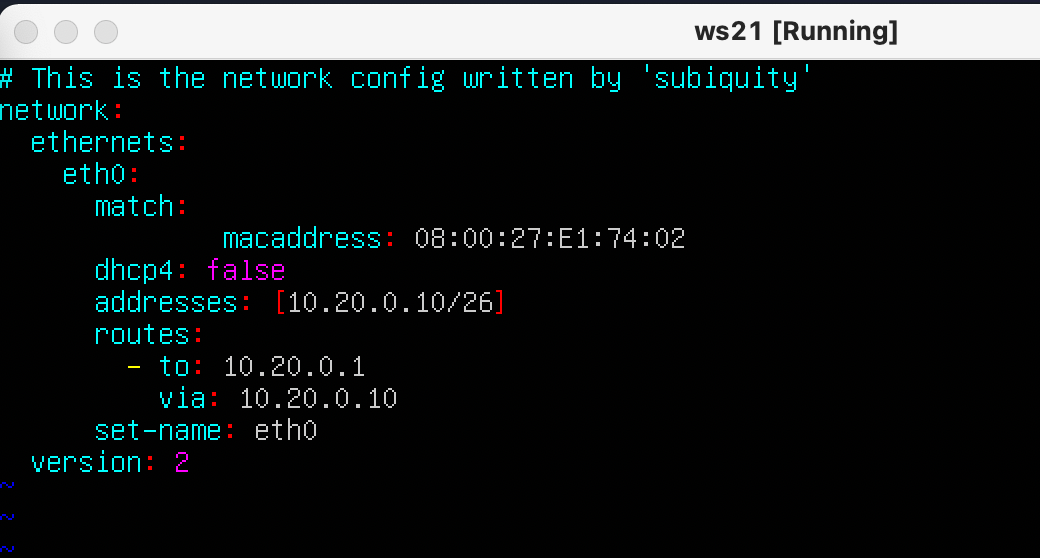 ws21 [Running]
# This is the network config written by 'subiquity'
network:
  ethernets:
    eth0:
      match:
              macaddress: 08:00:27:E1:74:02
      dhcp4: false
      addresses: [10.20.0.10/26]
      routes:
        - to: 10.20.0.1
          via: 10.20.0.10
      set-name: eth0
  version: 2
~
~
~